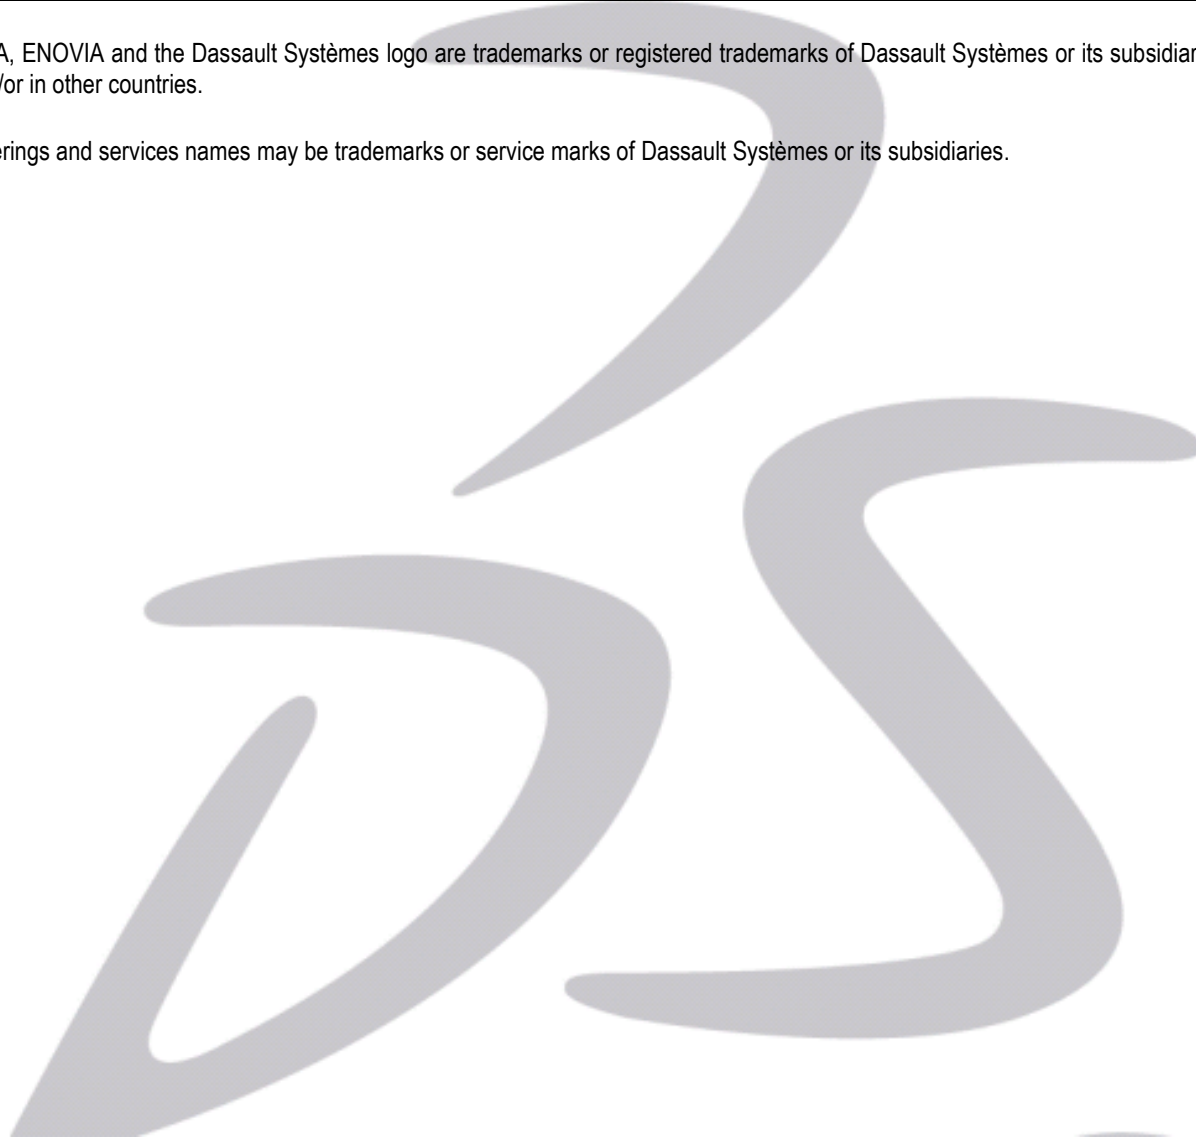 A, ENOVIA and the Dassault Systèmes logo are trademarks or registered trademarks of Dassault Systèmes or its subsidiar
/or in other countries.
erings and services names may be trademarks or service marks of Dassault Systèmes or its subsidiaries.